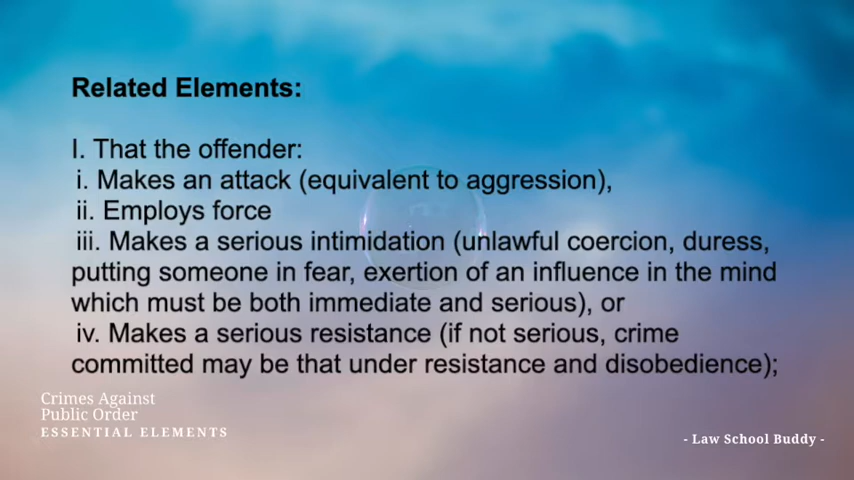 Related Elements:
I. That the offender:
i. Makes an attack (equivalent to aggression),
ii. Employs force
iii. Makes a serious intimidation (unlawful coercion, duress,
putting someone in fear, exertion of an influence in the mind
which must be both immediate and serious), or
iv. Makes a serious resistance (if not serious, crime
committed may be that under resistance and disobedience);
Crimes Against
Public Order
ESSENTIAL ELEMENTS
- Law School Buddy -